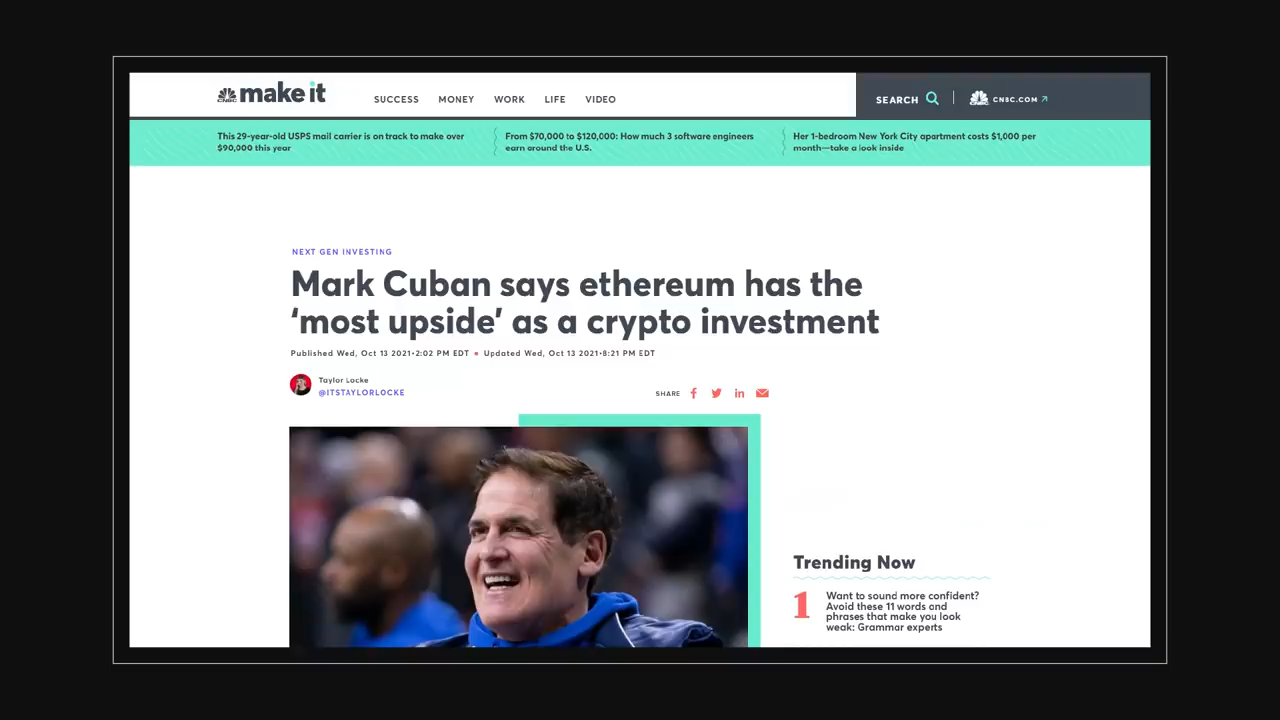 CNBC make it
SUCCESS MONEY WORK LIFE VIDEO
SEARCH
CNBC.COM
This 29-year-old USPS mail carrier is on track to make over
$90,000 this year
From $70,000 to $120,000: How much 3 software engineers
earn around the U.S.
Her 1-bedroom New York City apartment costs $1,000 per
month—take a look inside
NEXT GEN INVESTING
Mark Cuban says ethereum has the
‘most upside’ as a crypto investment
Published Wed, Oct 13 2021•2:02 PM EDT ▪ Updated Wed, Oct 13 2021•8:21 PM EDT
Taylor Locke
@ITSTAYLORLOCKE
SHARE
Trending Now
1
Want to sound more confident?
Avoid these 11 words and
phrases that make you look
weak: Grammar experts